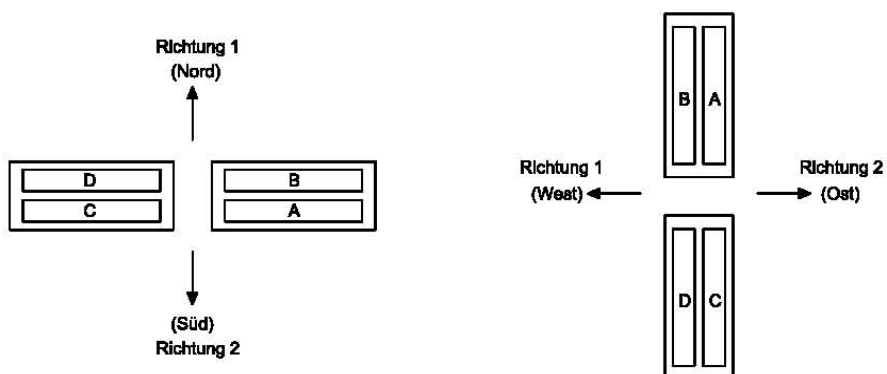 Richtung 1
(Nord)
D
B
C
A
(Süd)
Richtung 2
B A
Richtung 1
(West)
Richtung 2
(Ost)
D C